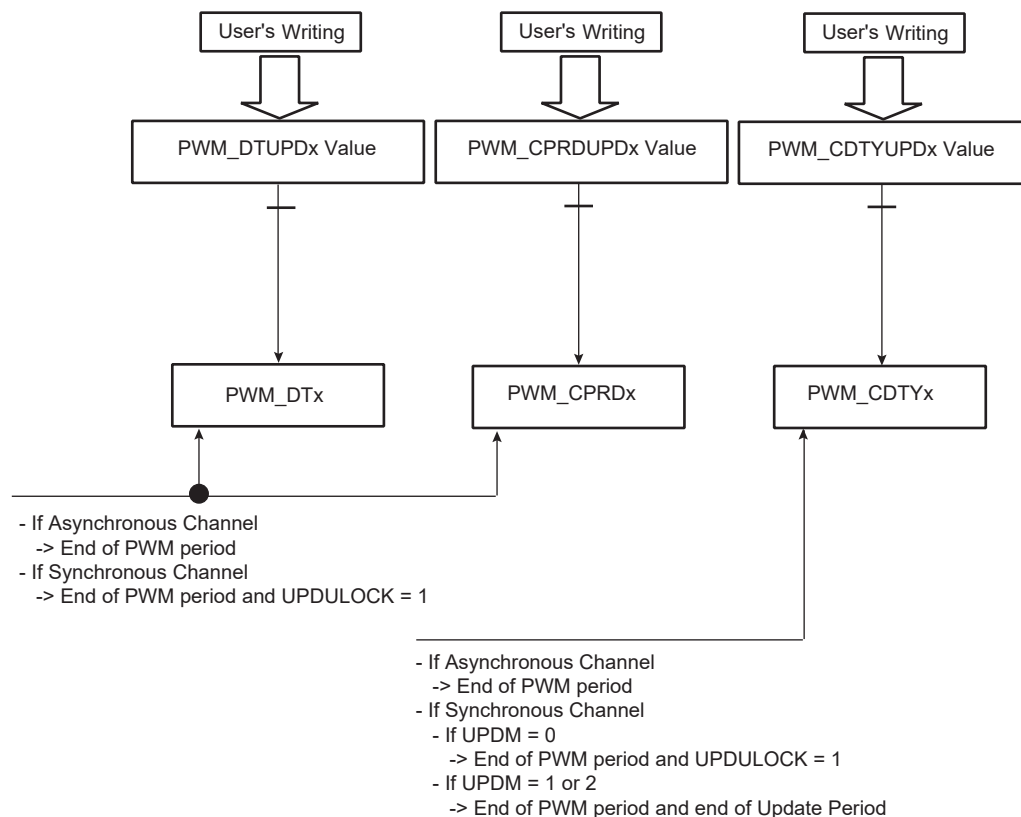 User's Writing
User's Writing
User's Writing
PWM_DTUPDx Value
PWM_CPRDUPDx Value
PWM_CDTYUPDx Value
PWM_DTx
PWM_CPRDx
PWM_CDTYx
- If Asynchronous Channel
-> End of PWM period
- If Synchronous Channel
-> End of PWM period and UPDULOCK = 1
- If Asynchronous Channel
-> End of PWM period
- If Synchronous Channel
- If UPDM = 0
-> End of PWM period and UPDULOCK = 1
- If UPDM = 1 or 2
-> End of PWM period and end of Update Period